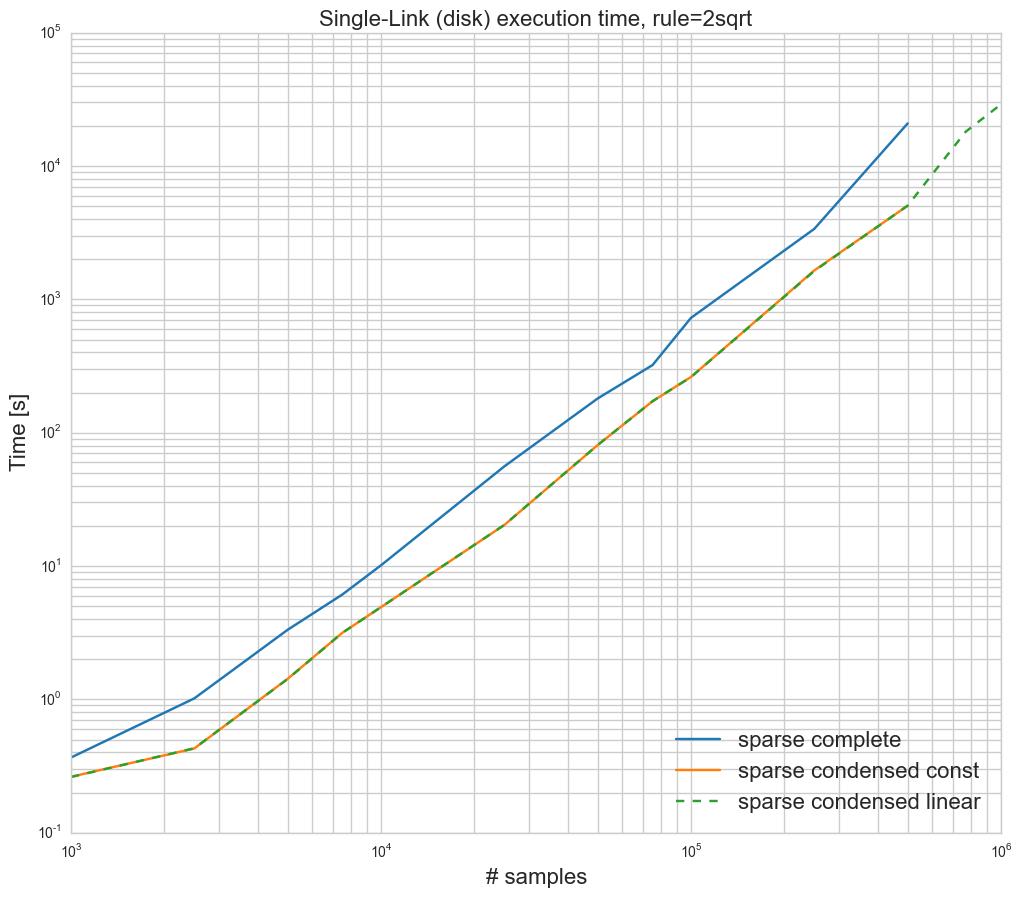 Single-Link (disk) execution time, rule=2sqrt
10^5
10^4
10^3
10^2
10^1
10^0
10^-1
Time [s]
sparse complete
sparse condensed const
sparse condensed linear
10^3 10^4 10^5 10^6
# samples